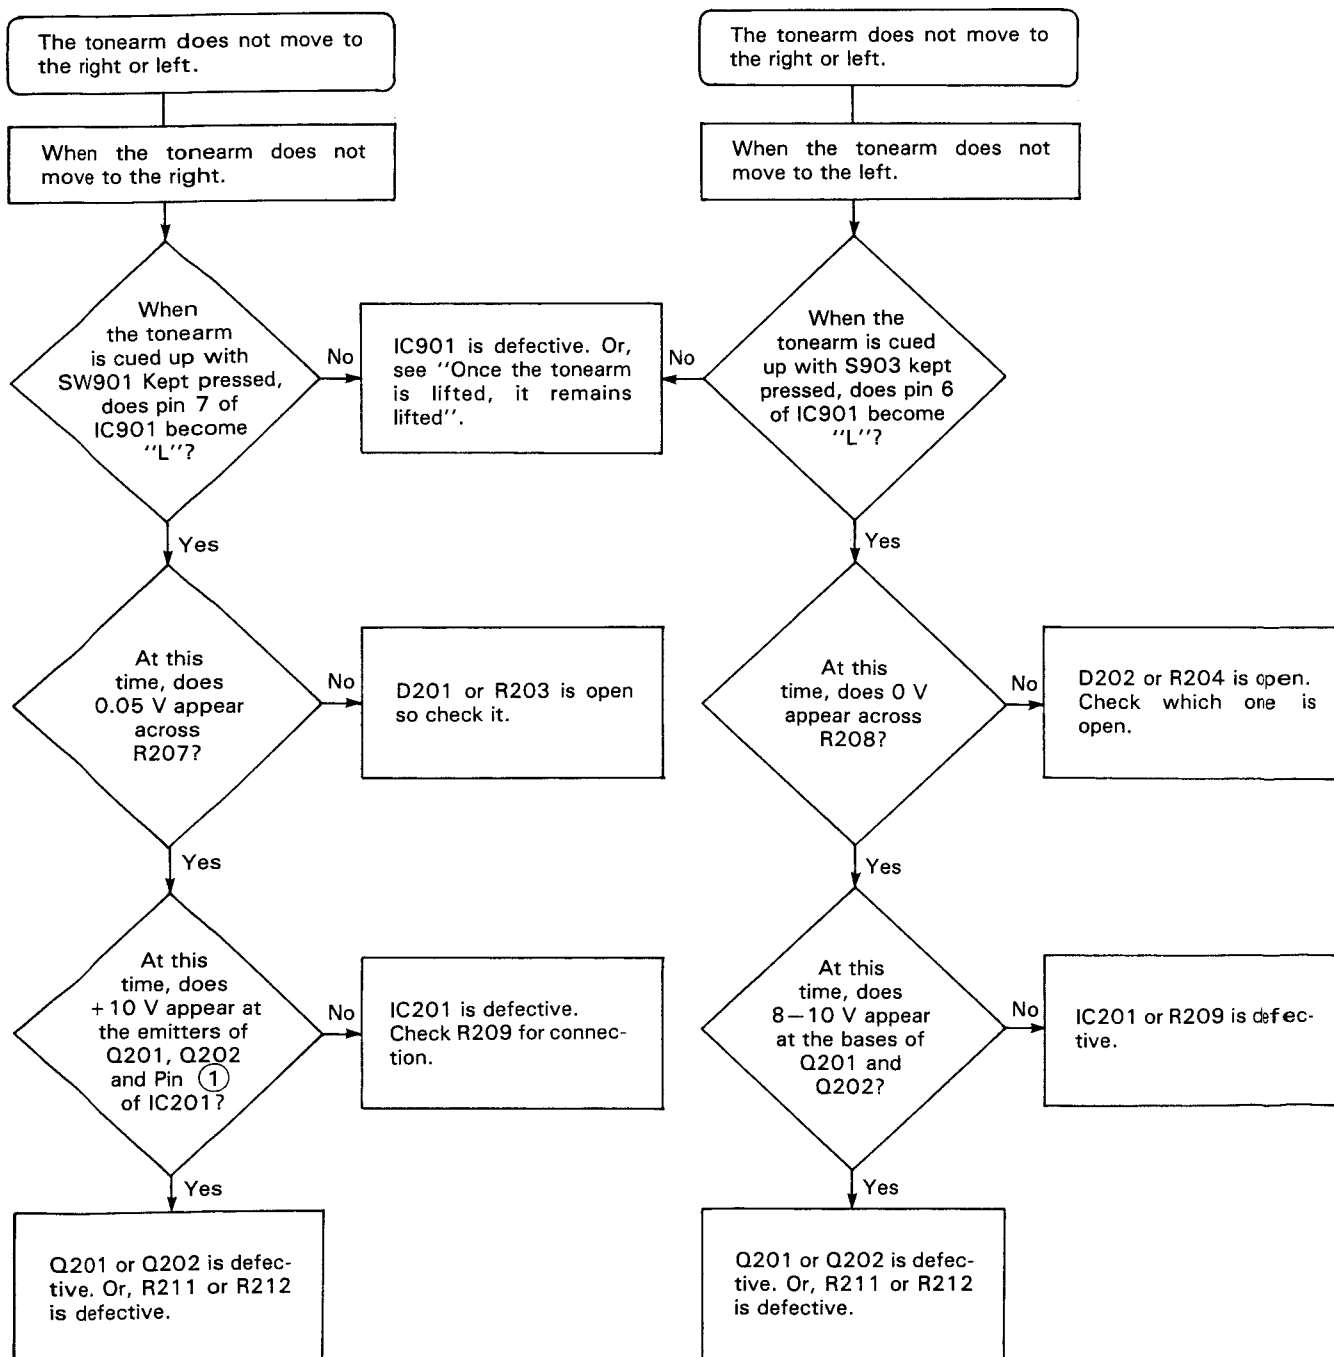 The tonearm does not move to
the right or left.
When the tonearm does not
move to the right.
When
the tonearm
is cued up with
SW901 Kept pressed,
does pin 7 of
IC901 become
"L"?
No
IC901 is defective. Or,
see "Once the tonearm
is lifted, it remains
lifted".
Yes
At this
time, does
0.05 V appear
across
R207?
No
D201 or R203 is open
so check it.
Yes
At this
time, does
+10 V appear at
the emitters of
Q201, Q202
and Pin ①
of IC201?
No
IC201 is defective.
Check R209 for connec-
tion.
Yes
Q201 or Q202 is defec-
tive. Or, R211 or R212
is defective.
The tonearm does not move to
the right or left.
When the tonearm does not
move to the left.
When the
tonearm is cued
up with S903 kept
pressed, does pin 6
of IC901 become
"L"?
No
Yes
At this
time, does 0 V
appear across
R208?
No
D202 or R204 is open.
Check which one is
open.
Yes
At this
time, does
8–10 V appear
at the bases of
Q201 and
Q202?
No
IC201 or R209 is defec-
tive.
Yes
Q201 or Q202 is defec-
tive. Or, R211 or R212
is defective.